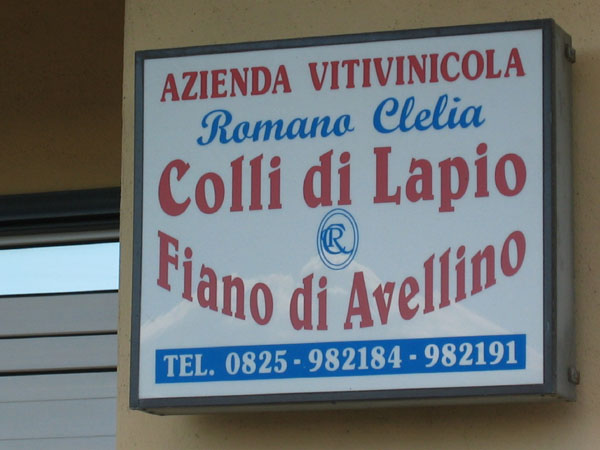 AZIENDA VITIVINICOLA
Romano Clelia
Colli di Lapio
CR
Fiano di Avellino
TEL. 0825 - 982184 - 982191